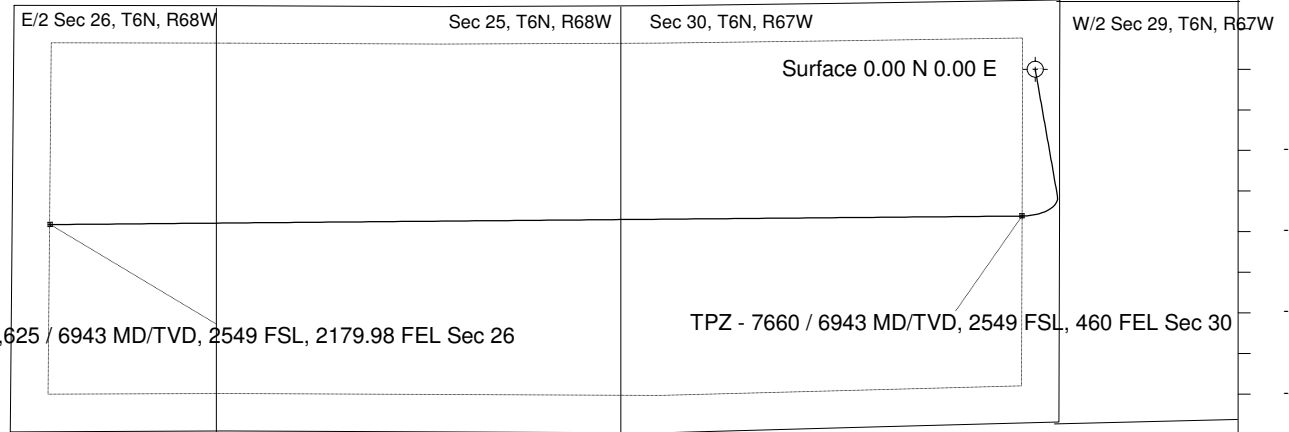 E/2 Sec 26, T6N, R68W
Sec 25, T6N, R68W
Sec 30, T6N, R67W
W/2 Sec 29, T6N, R67W
Surface 0.00 N 0.00 E
TPZ - 7660 / 6943 MD/TVD, 2549 FSL, 460 FEL Sec 30
,625 / 6943 MD/TVD, 2549 FSL, 2179.98 FEL Sec 26